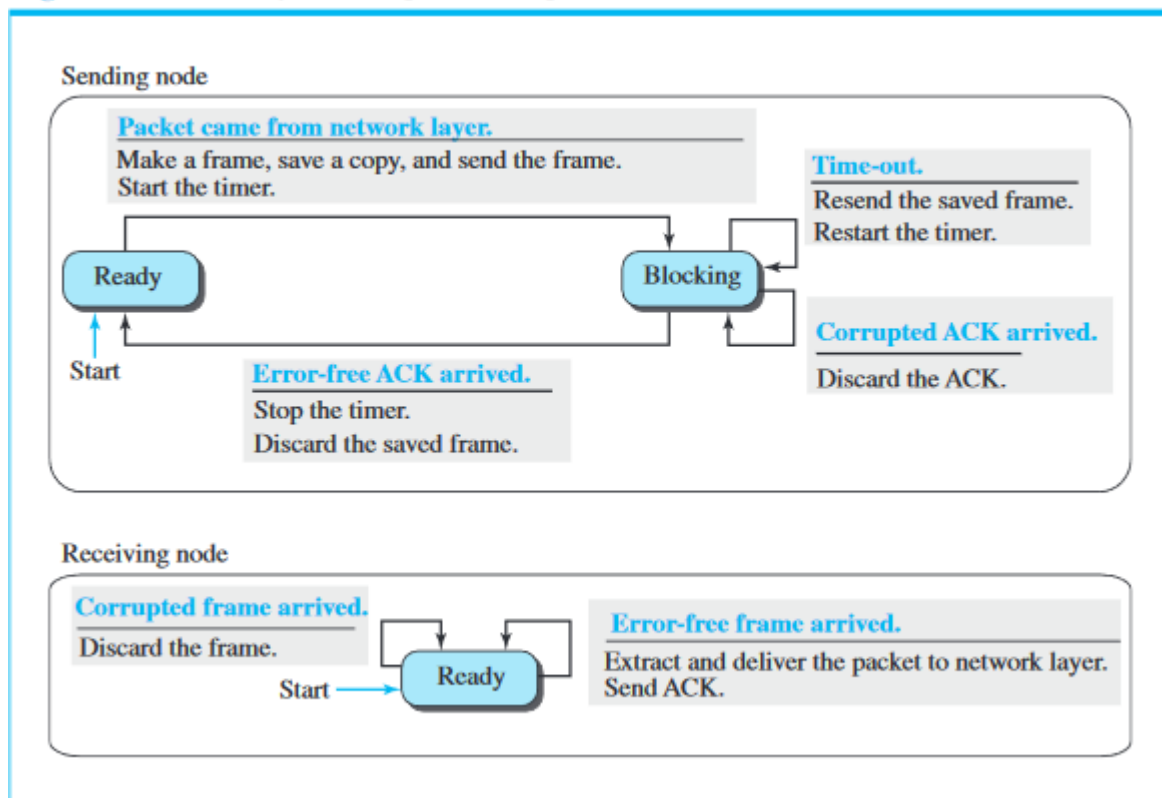 Sending node
Packet came from network layer.
Make a frame, save a copy, and send the frame.
Start the timer.
Time-out.
Resend the saved frame.
Restart the timer.
Ready
Blocking
Start
Error-free ACK arrived.
Stop the timer.
Discard the saved frame.
Corrupted ACK arrived.
Discard the ACK.
Receiving node
Corrupted frame arrived.
Discard the frame.
Start
Ready
Error-free frame arrived.
Extract and deliver the packet to network layer.
Send ACK.